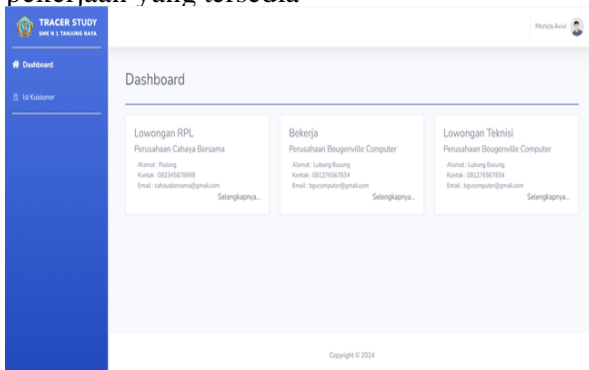 pekerjaan yang tersedia
TRACER STUDY
SMK N 1 TANJUNG RAYA
Monica Avivi
Dashboard
Isi Kuisioner
Dashboard
Lowongan RPL
Perusahaan Cahaya Bersama
Alamat : Padang
Kontak : 082345678998
Email : cahayabersama@gmail.com
Selengkapnya...
Bekerja
Perusahaan Bougenville Computer
Alamat : Lubung Basung
Kontak : 081276567834
Email : bgvcomputer@gmail.com
Selengkapnya...
Lowongan Teknisi
Perusahaan Bougenville Computer
Alamat : Lubung Basung
Kontak : 081276567834
Email : bgvcomputer@gmail.com
Selengkapnya...
Copyright © 2024